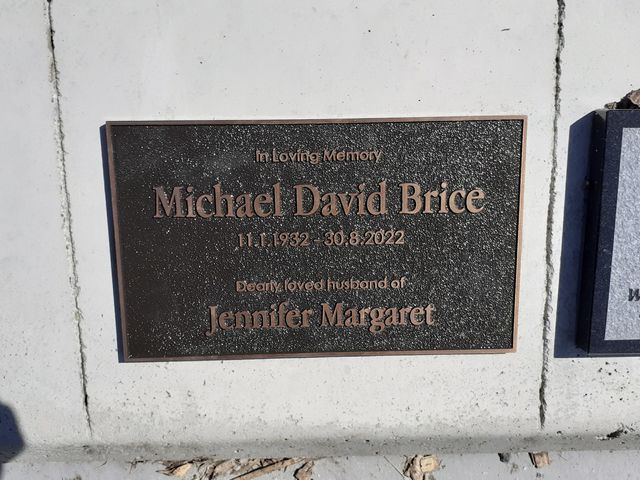 In Loving Memory
Michael David Brice
11.1.1932 - 30.8.2022
Dearly loved husband of
Jennifer Margaret